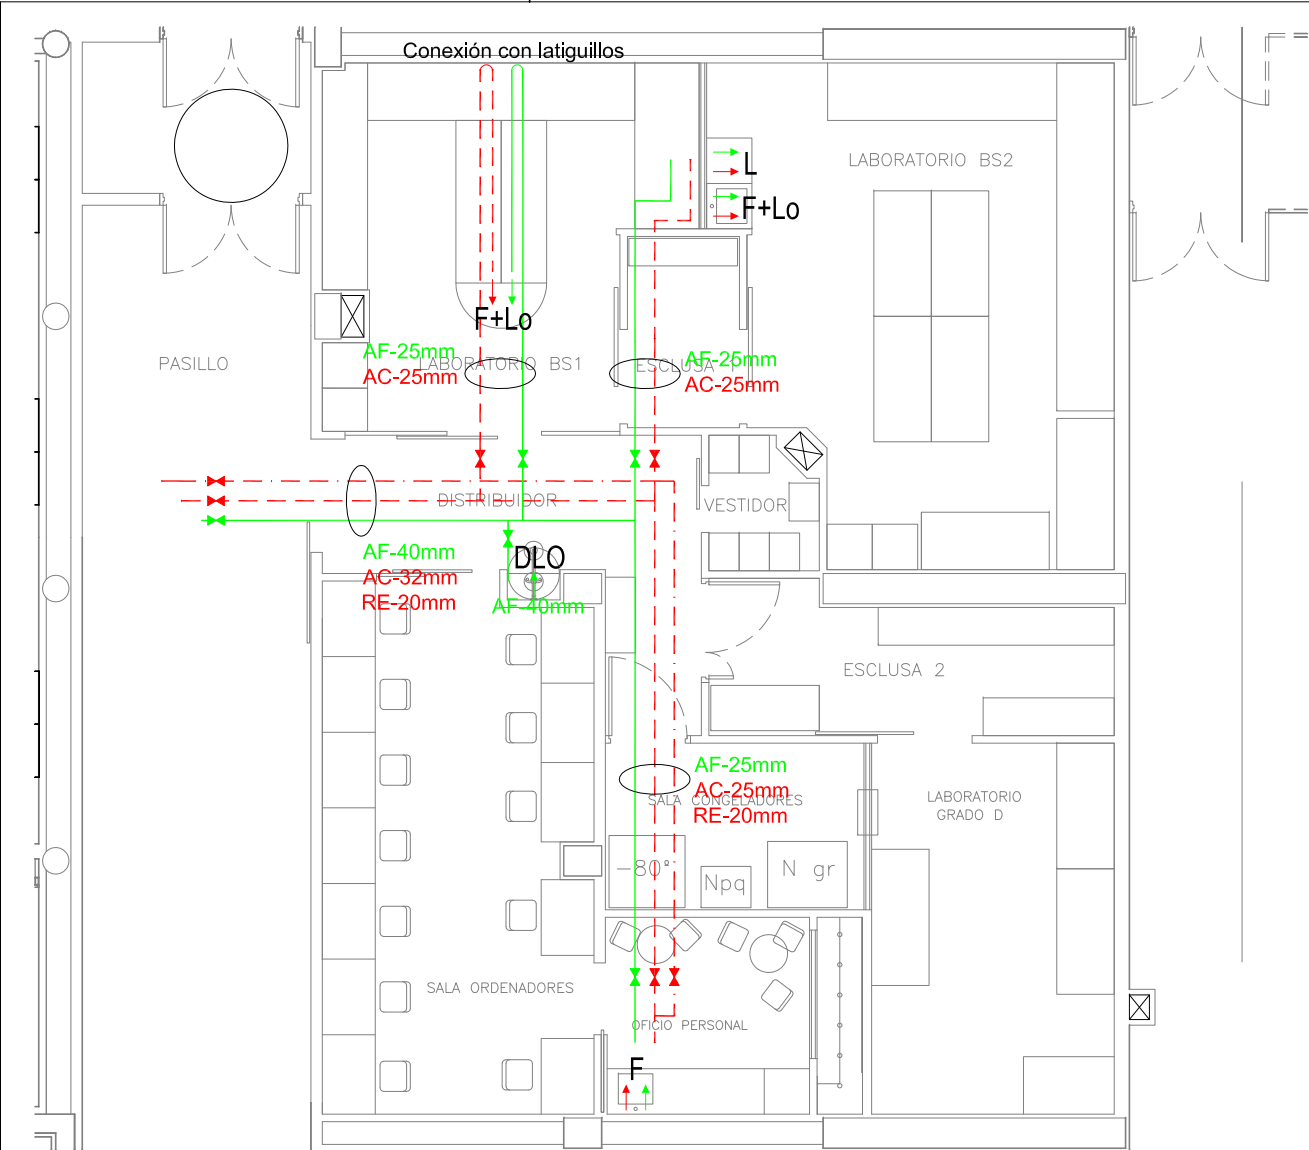 Conexión con latiguillos
LABORATORIO BS2
L
F+Lo
F+Lo
PASILLO
AF-25mm
LABORATORIO BS1
AC-25mm
ESCLUSA 1
AF-25mm
AC-25mm
DISTRIBUIDOR
VESTIDOR
AF-40mm
AC-32mm
RE-20mm
DLO
AF-40mm
ESCLUSA 2
AF-25mm
AC-25mm
RE-20mm
SALA CONGELADORES
LABORATORIO
GRADO D
-80°
Npq
N gr
SALA ORDENADORES
OFICIO PERSONAL
F